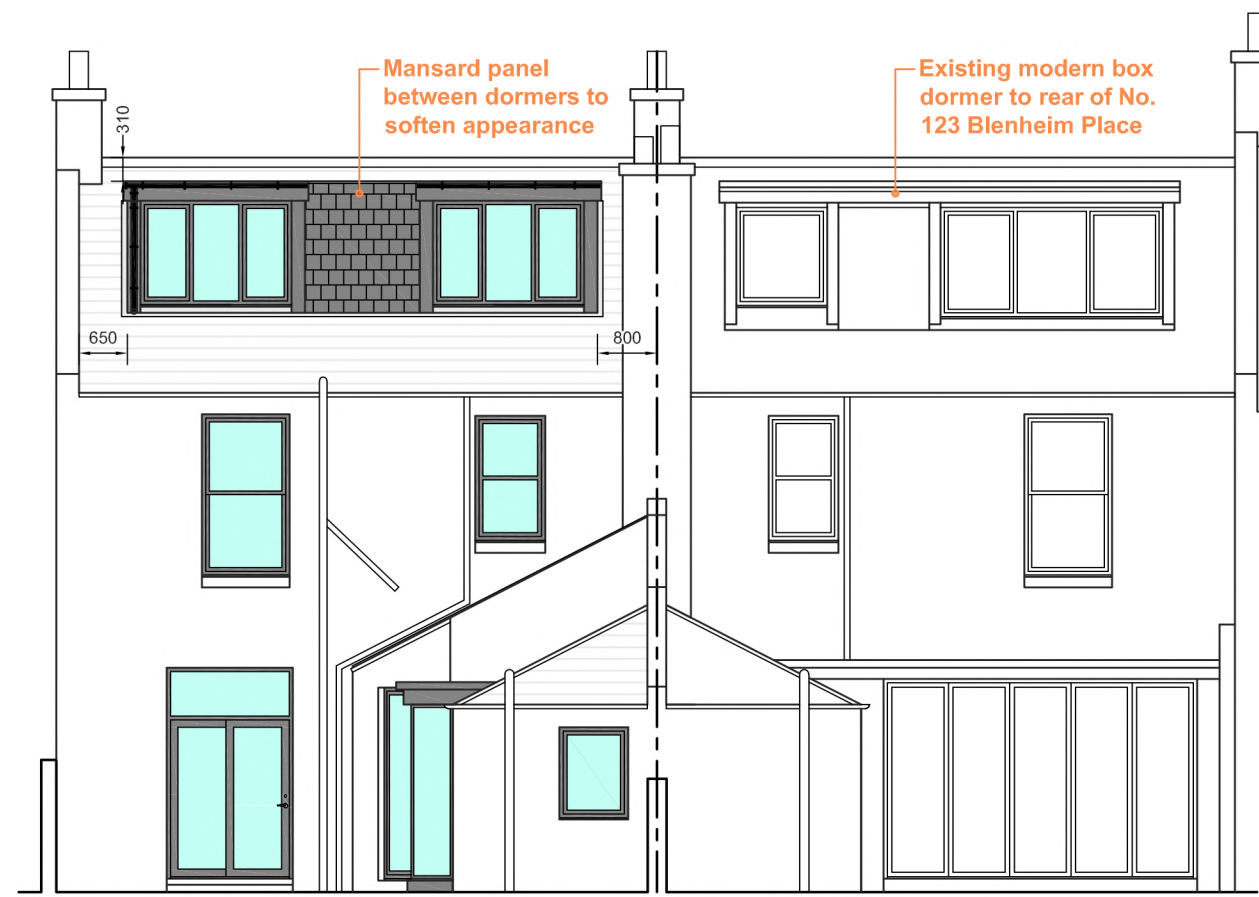 Mansard panel
between dormers to
soften appearance
Existing modern box
dormer to rear of No.
123 Blenheim Place
310
650
800